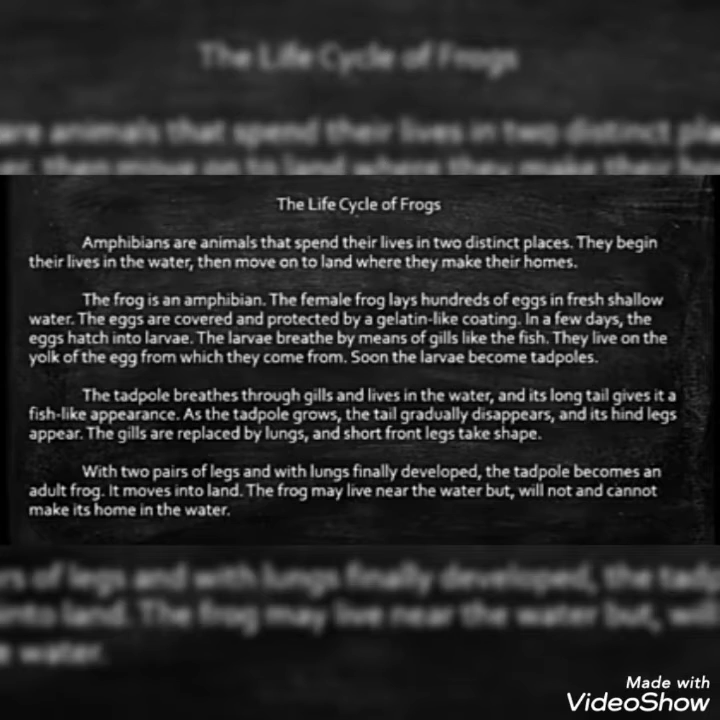 The Life Cycle of Frogs
are animals that spend their lives in two distinct pla
er, then move on to land where they make their ho
The Life Cycle of Frogs
Amphibians are animals that spend their lives in two distinct places. They begin
their lives in the water, then move on to land where they make their homes.
The frog is an amphibian. The female frog lays hundreds of eggs in fresh shallow
water. The eggs are covered and protected by a gelatin-like coating. In a few days, the
eggs hatch into larvae. The larvae breathe by means of gills like the fish. They live on the
yolk of the egg from which they come from. Soon the larvae become tadpoles.
The tadpole breathes through gills and lives in the water, and its long tail gives it a
fish-like appearance. As the tadpole grows, the tail gradually disappears, and its hind legs
appear. The gills are replaced by lungs, and short front legs take shape.
With two pairs of legs and with lungs finally developed, the tadpole becomes an
adult frog. It moves into land. The frog may live near the water but, will not and cannot
make its home in the water.
rs of legs and with lungs finally developed, the tadp
into land. The frog may live near the water but, will
e water.
Made with
VideoShow